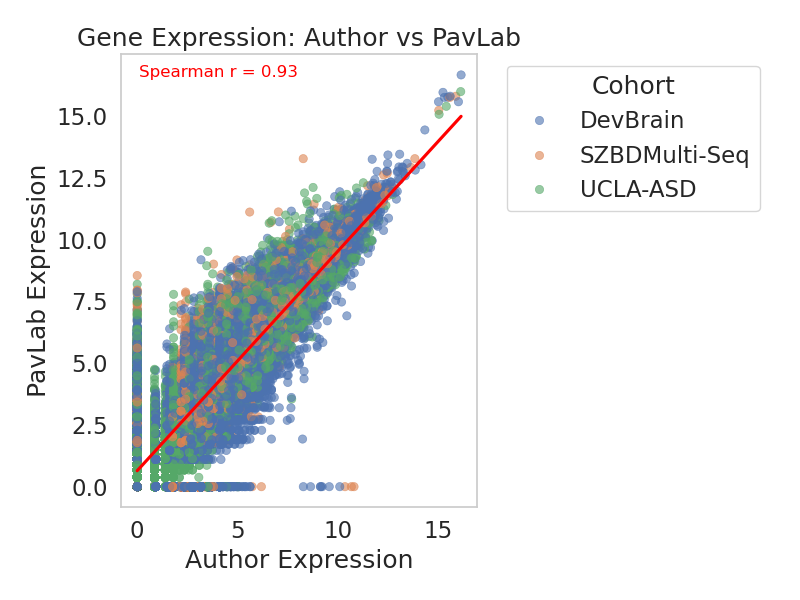 Gene Expression: Author vs PavLab
Spearman r = 0.93
Cohort
DevBrain
SZBDMulti-Seq
UCLA-ASD
PavLab Expression
15.0
12.5
10.0
7.5
5.0
2.5
0.0
0
5
10
15
Author Expression